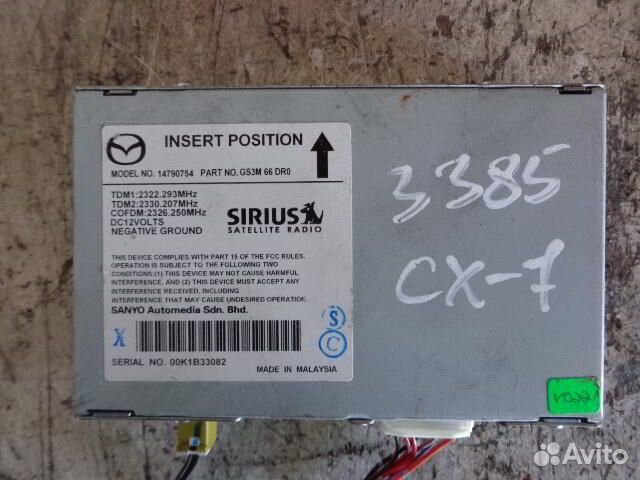 INSERT POSITION
MODEL NO. 14790754 PART NO. GS3M 66 DR0
TDM1:2322.293MHz
TDM2:2330.207MHz
COFDM:2326.250MHz
DC12VOLTS
NEGATIVE GROUND
SIRIUS
SATELLITE RADIO
THIS DEVICE COMPLIES WITH PART 15 OF THE FCC RULES.
OPERATION IS SUBJECT TO THE FOLLOWING TWO
CONDITIONS:(1) THIS DEVICE MAY NOT CAUSE HARMFUL
INTERFERENCE, AND (2) THIS DEVICE MUST ACCEPT ANY
INTERFERENCE RECEIVED, INCLUDING
INTERFERENCE THAT MAY CAUSE UNDESIRED OPERATION.
SANYO Automedia Sdn. Bhd.
X
S
C
SERIAL NO. 00K1B33082
MADE IN MALAYSIA
3385
CX-7
Avito